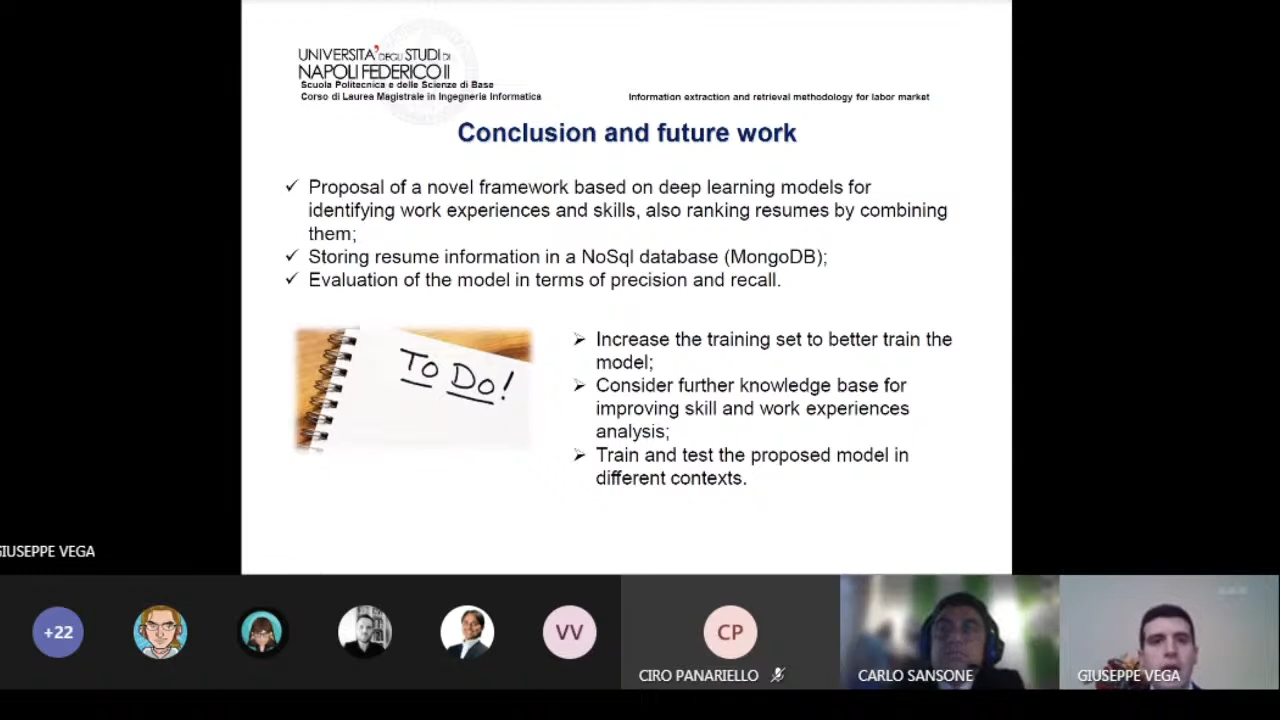 UNIVERSITA' DEGLI STUDI DI
NAPOLI FEDERICO II
Scuola Politecnica e delle Scienze di Base
Corso di Laurea Magistrale in Ingegneria Informatica
Information extraction and retrieval methodology for labor market
Conclusion and future work
✓ Proposal of a novel framework based on deep learning models for
identifying work experiences and skills, also ranking resumes by combining
them;
✓ Storing resume information in a NoSql database (MongoDB);
✓ Evaluation of the model in terms of precision and recall.
To Do!
➢ Increase the training set to better train the
model;
➢ Consider further knowledge base for
improving skill and work experiences
analysis;
➢ Train and test the proposed model in
different contexts.
GIUSEPPE VEGA
+22
VV
CP
CIRO PANARIELLO
CARLO SANSONE
GIUSEPPE VEGA